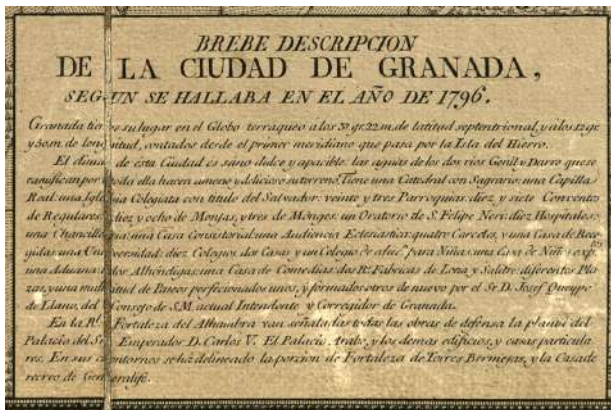 BREBE DESCRIPCION
DE LA CIUDAD DE GRANADA,
SEGUN SE HALLABA EN EL AÑO DE 1796.
Granada tiene su lugar en el Globo terraqueo á los 37 gr. 22 m. de latitud septentrional, y á los 12 gr.
y 50 m. de longitud, contados desde el primer meridiano que pasa por la Isla del Hierro.
El clima de esta Ciudad es sano dulce y apacible: las aguas de los dos rios Genil y Darro que se
ramifican por toda ella hacen ameno y delicioso su terreno. Tiene una Catedral con Sagrario: una Capilla
Real: una Iglesia Colegiata con titulo del Salvador: veinte y tres Parroquias: diez y siete Conventos
de Regulares: diez y ocho de Monjas, y tres de Monges: un Oratorio de S. Felipe Neri: diez Hospitales:
una Chancilleria: una Casa Consistorial: una Audiencia Eclesiastica: quatro Carceles, y una Casa de Reco-
gidas: una Universidad: diez Colegios: dos Casas y un Colegio de para Niñas: una Casa de Niños
una Aduana: dos Alhóndigas: una Casa de Comedias: dos Rs. Fabricas de Lona y Salitre: diferentes Pla-
zas, y una multitud de Paseos perficionados unos, y formados otros de nuevo por el Sr. D. Josef Queypo
de Llano, del Consejo de S.M. actual Intendente y Corregidor de Granada.
En la Rl. Fortaleza del Alhambra van señaladas todas las obras de defensa la planta del
Palacio del Sr. Emperador D. Carlos V. El Palacio Arabe, y los demas edificios, y casas particula-
res. En sus contornos se ha delineado la porcion de Fortaleza de Torres Bermejas, y la Casa de
recreo de Generalife.